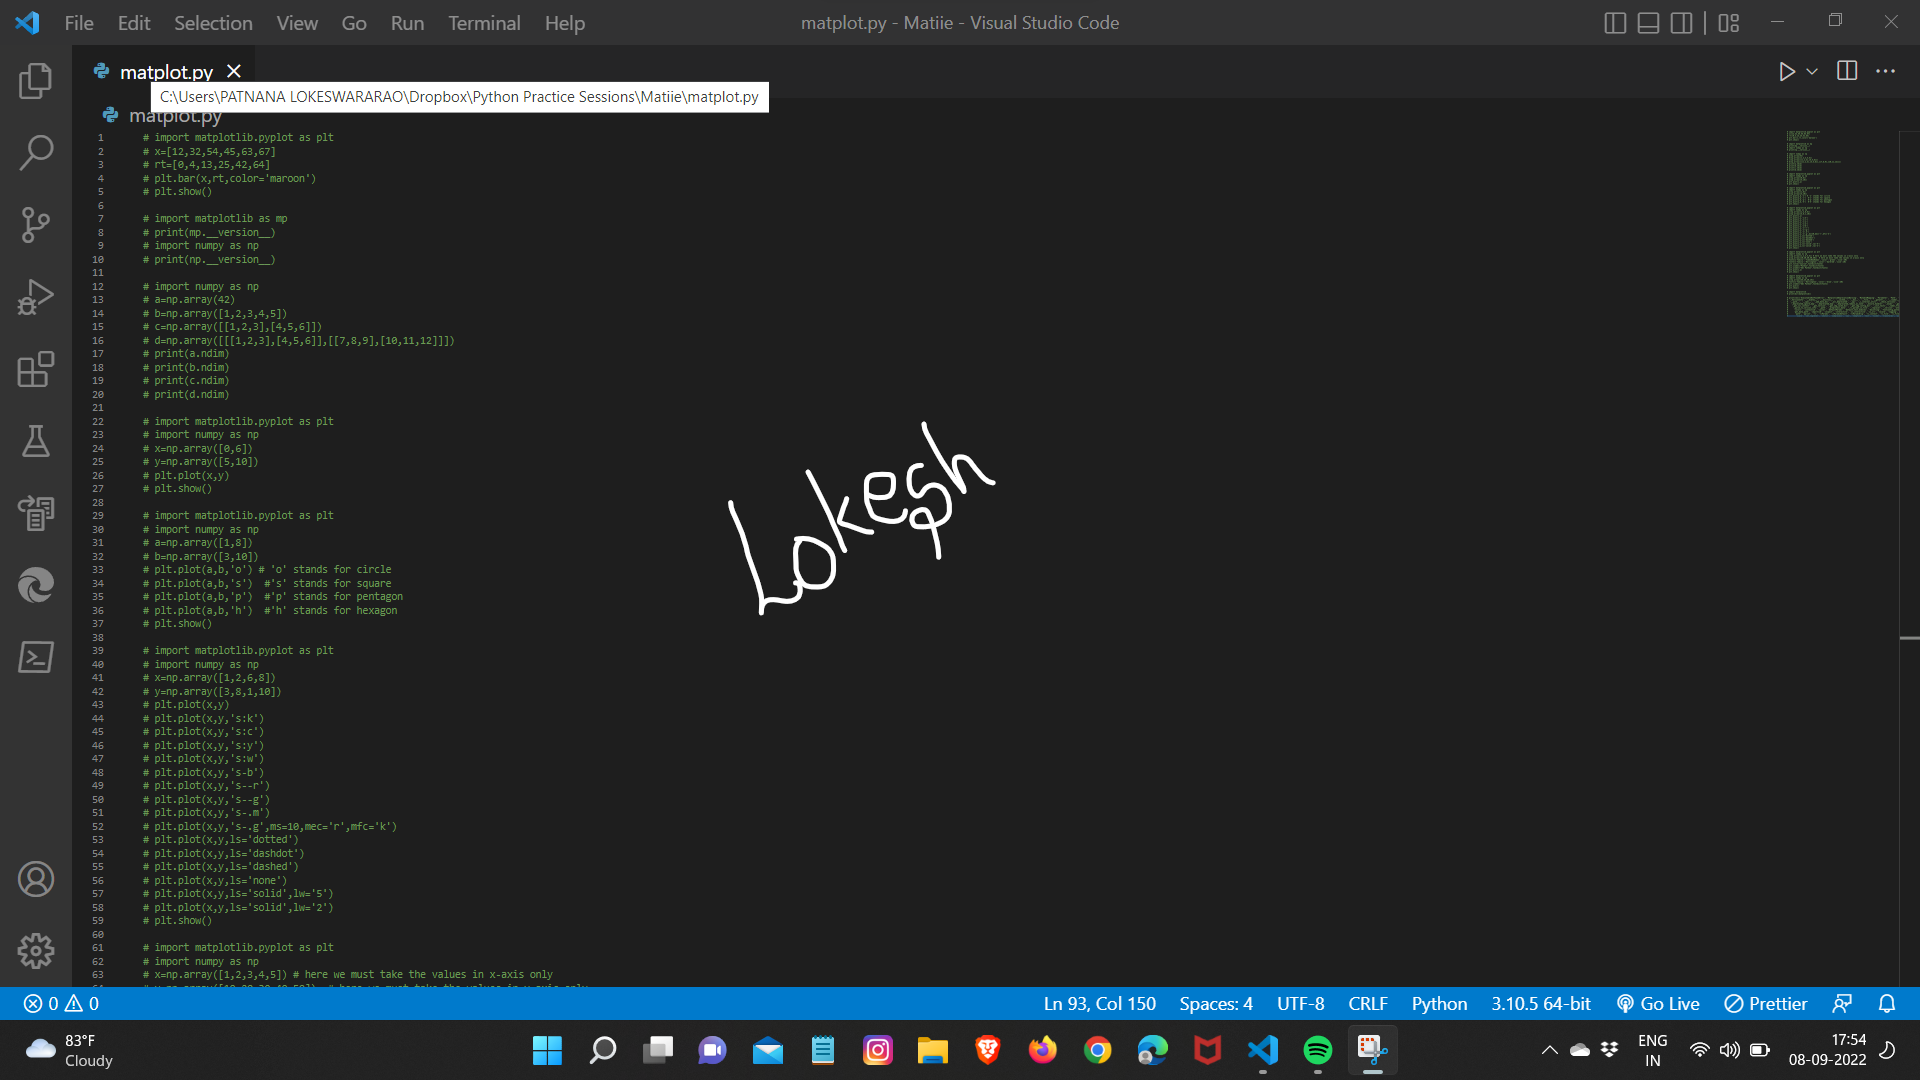 File Edit Selection View Go Run Terminal Help
matplot.py - Matiie - Visual Studio Code
matplot.py
C:\Users\PATNANA LOKESWARARAO\Dropbox\Python Practice Sessions\Matiie\matplot.py
matplot.py
1 # import matplotlib.pyplot as plt
2 # x=[12,32,54,45,63,67]
3 # rt=[0,4,13,25,42,64]
4 # plt.bar(x,rt,color='maroon')
5 # plt.show()
6
7 # import matplotlib as mp
8 # print(mp.__version__)
9 # import numpy as np
10 # print(np.__version__)
11
12 # import numpy as np
13 # a=np.array(42)
14 # b=np.array([1,2,3,4,5])
15 # c=np.array([[1,2,3],[4,5,6]])
16 # d=np.array([[[1,2,3],[4,5,6]],[[7,8,9],[10,11,12]]])
17 # print(a.ndim)
18 # print(b.ndim)
19 # print(c.ndim)
20 # print(d.ndim)
21
22 # import matplotlib.pyplot as plt
23 # import numpy as np
24 # x=np.array([0,6])
25 # y=np.array([5,10])
26 # plt.plot(x,y)
27 # plt.show()
28
29 # import matplotlib.pyplot as plt
30 # import numpy as np
31 # a=np.array([1,8])
32 # b=np.array([3,10])
33 # plt.plot(a,b,'o') # 'o' stands for circle
34 # plt.plot(a,b,'s')  #'s' stands for square
35 # plt.plot(a,b,'p')  #'p' stands for pentagon
36 # plt.plot(a,b,'h')  #'h' stands for hexagon
37 # plt.show()
38
39 # import matplotlib.pyplot as plt
40 # import numpy as np
41 # x=np.array([1,2,6,8])
42 # y=np.array([3,8,1,10])
43 # plt.plot(x,y)
44 # plt.plot(x,y,'s:k')
45 # plt.plot(x,y,'s:c')
46 # plt.plot(x,y,'s:y')
47 # plt.plot(x,y,'s:w')
48 # plt.plot(x,y,'s-b')
49 # plt.plot(x,y,'s--r')
50 # plt.plot(x,y,'s--g')
51 # plt.plot(x,y,'s-.m')
52 # plt.plot(x,y,'s-.g',ms=10,mec='r',mfc='k')
53 # plt.plot(x,y,ls='dotted')
54 # plt.plot(x,y,ls='dashdot')
55 # plt.plot(x,y,ls='dashed')
56 # plt.plot(x,y,ls='none')
57 # plt.plot(x,y,ls='solid',lw='5')
58 # plt.plot(x,y,ls='solid',lw='2')
59 # plt.show()
60
61 # import matplotlib.pyplot as plt
62 # import numpy as np
63 # x=np.array([1,2,3,4,5]) # here we must take the values in x-axis only
Lokesh
0 0
Ln 93, Col 150 Spaces: 4 UTF-8 CRLF Python 3.10.5 64-bit Go Live Prettier
83°F
Cloudy
ENG
IN
17:54
08-09-2022